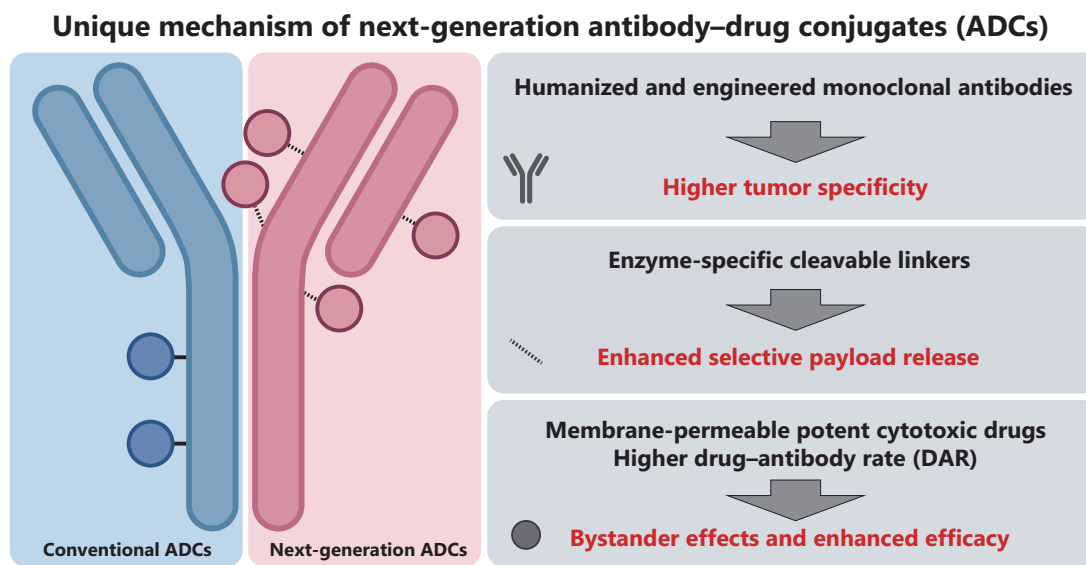 Unique mechanism of next-generation antibody–drug conjugates (ADCs)
Conventional ADCs
Next-generation ADCs
Humanized and engineered monoclonal antibodies
Higher tumor specificity
Enzyme-specific cleavable linkers
Enhanced selective payload release
Membrane-permeable potent cytotoxic drugs
Higher drug–antibody rate (DAR)
Bystander effects and enhanced efficacy